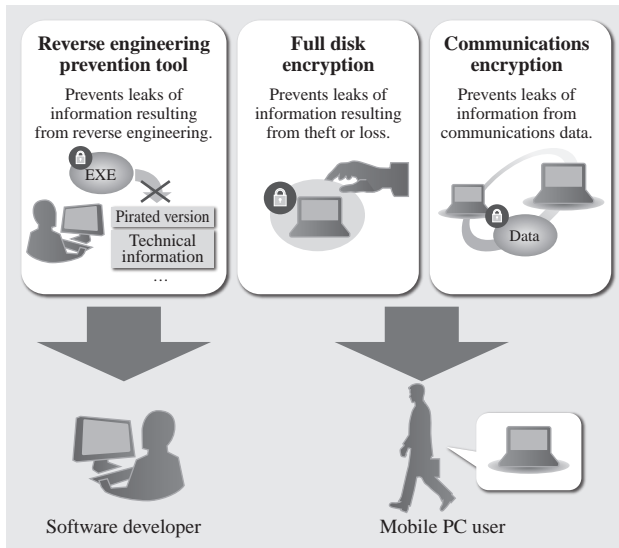 Reverse engineering
prevention tool
Prevents leaks of
information resulting
from reverse engineering.
EXE
Pirated version
Technical
information
...
Full disk
encryption
Prevents leaks of
information resulting
from theft or loss.
Communications
encryption
Prevents leaks of
information from
communications data.
Data
Software developer
Mobile PC user